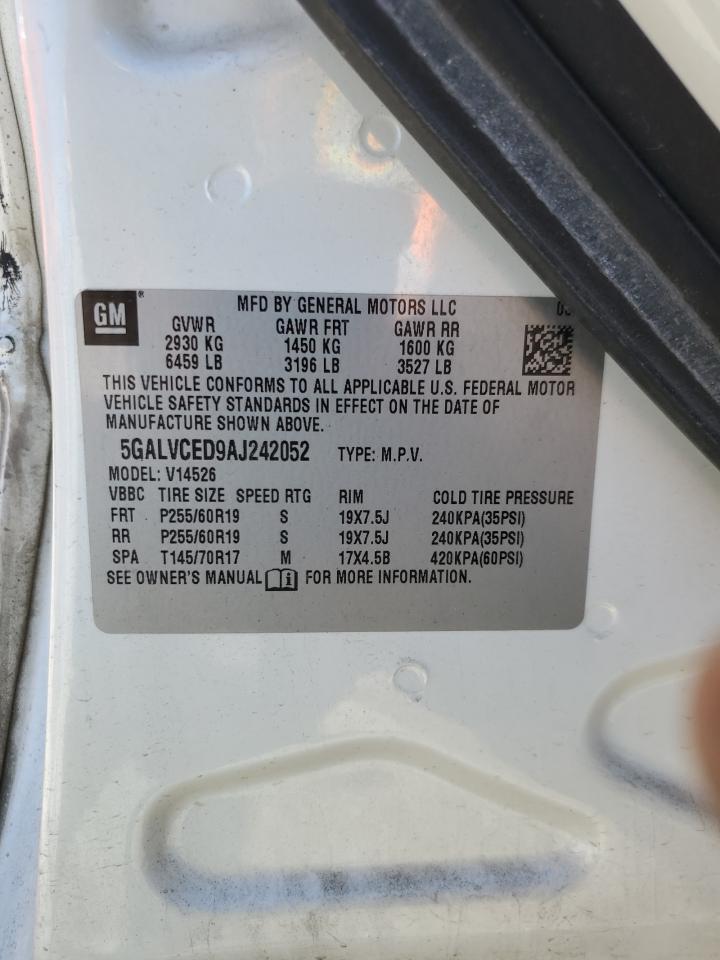 GM ®
MFD BY GENERAL MOTORS LLC
GVWR GAWR FRT GAWR RR
2930 KG 1450 KG 1600 KG
6459 LB 3196 LB 3527 LB
THIS VEHICLE CONFORMS TO ALL APPLICABLE U.S. FEDERAL MOTOR
VEHICLE SAFETY STANDARDS IN EFFECT ON THE DATE OF
MANUFACTURE SHOWN ABOVE.
5GALVCED9AJ242052 TYPE: M.P.V.
MODEL: V14526
VBBC TIRE SIZE SPEED RTG RIM COLD TIRE PRESSURE
FRT P255/60R19 S 19X7.5J 240KPA(35PSI)
RR P255/60R19 S 19X7.5J 240KPA(35PSI)
SPA T145/70R17 M 17X4.5B 420KPA(60PSI)
SEE OWNER'S MANUAL i FOR MORE INFORMATION.